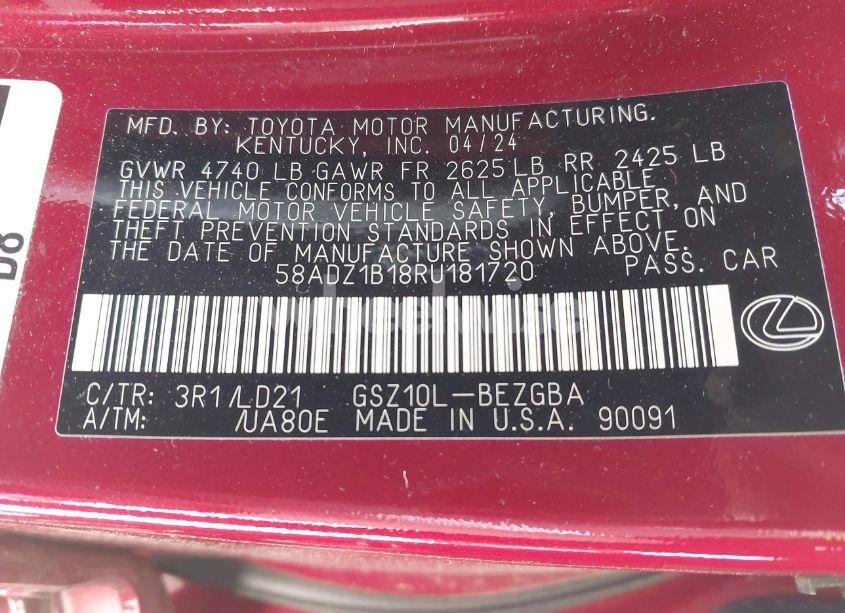 MFD. BY: TOYOTA MOTOR MANUFACTURING.
KENTUCKY, INC. 04/24
GVWR 4740 LB GAWR FR 2625 LB RR 2425 LB
THIS VEHICLE CONFORMS TO ALL APPLICABLE
FEDERAL MOTOR VEHICLE SAFETY, BUMPER, AND
THEFT PREVENTION STANDARDS IN EFFECT ON
THE DATE OF MANUFACTURE SHOWN ABOVE.
58ADZ1B18RU181720 PASS. CAR
C/TR: 3R1/LD21 GSZ10L-BEZGBA
A/TM: /UA80E MADE IN U.S.A. 90091